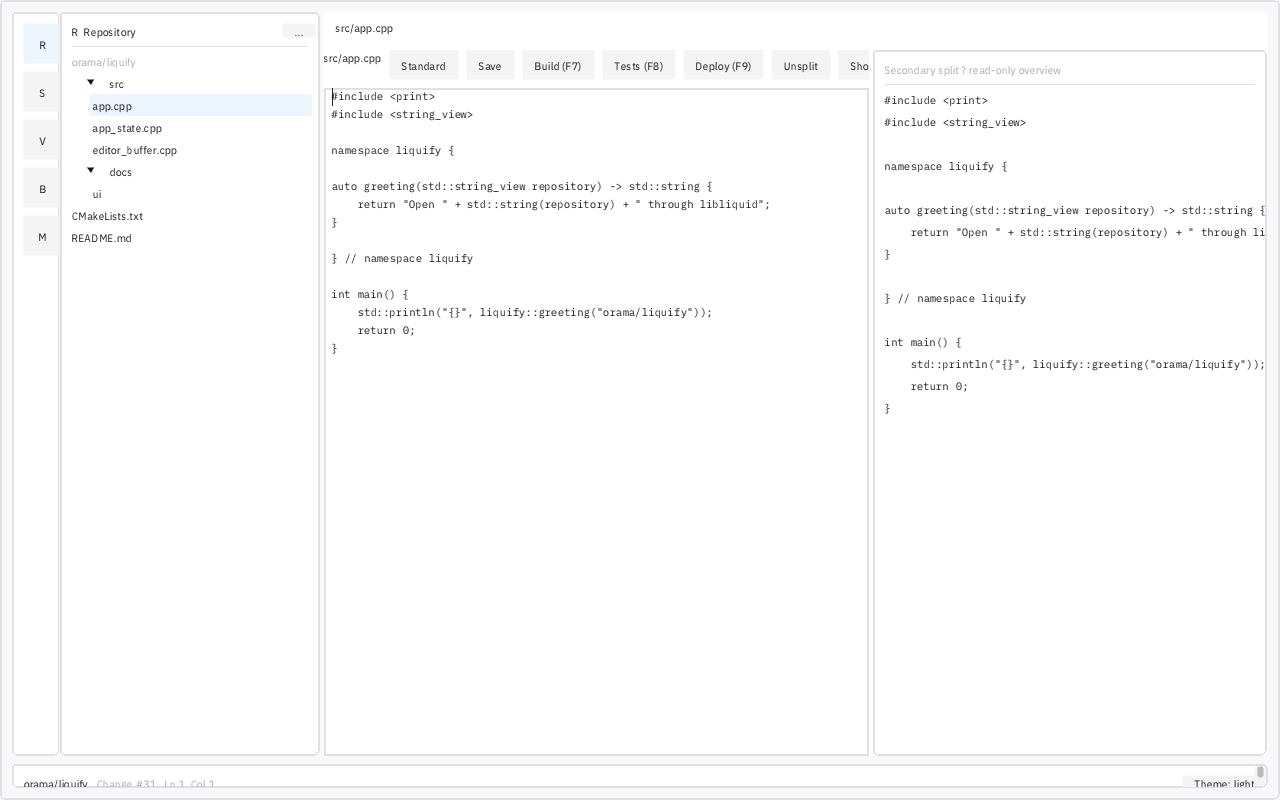 R
S
V
B
M
R Repository
...
orama/liquify
src
app.cpp
app_state.cpp
editor_buffer.cpp
docs
ui
CMakeLists.txt
README.md
src/app.cpp
src/app.cpp Standard Save Build (F7) Tests (F8) Deploy (F9) Unsplit Sho
#include <print>
#include <string_view>
namespace liquify {
auto greeting(std::string_view repository) -> std::string {
    return "Open " + std::string(repository) + " through libliquid";
}
} // namespace liquify
int main() {
    std::println("{}", liquify::greeting("orama/liquify"));
    return 0;
}
Secondary split ? read-only overview
#include <print>
#include <string_view>
namespace liquify {
auto greeting(std::string_view repository) -> std::string {
    return "Open " + std::string(repository) + " through li
}
} // namespace liquify
int main() {
    std::println("{}", liquify::greeting("orama/liquify"));
    return 0;
}
orama/liquify Change #31 Ln 1, Col 1 Theme: light